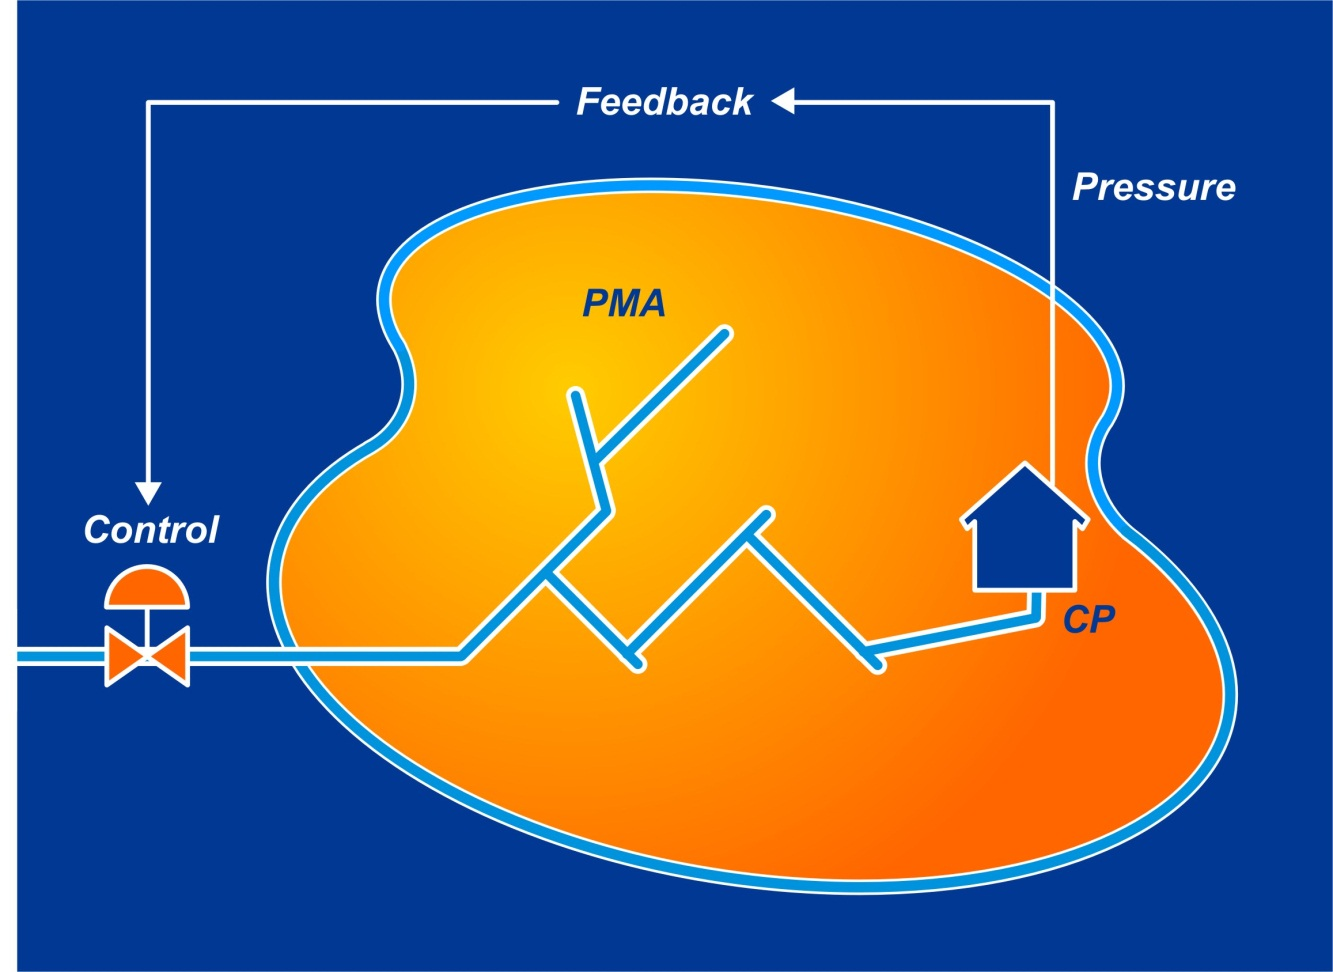 Feedback
Pressure
PMA
Control
CP